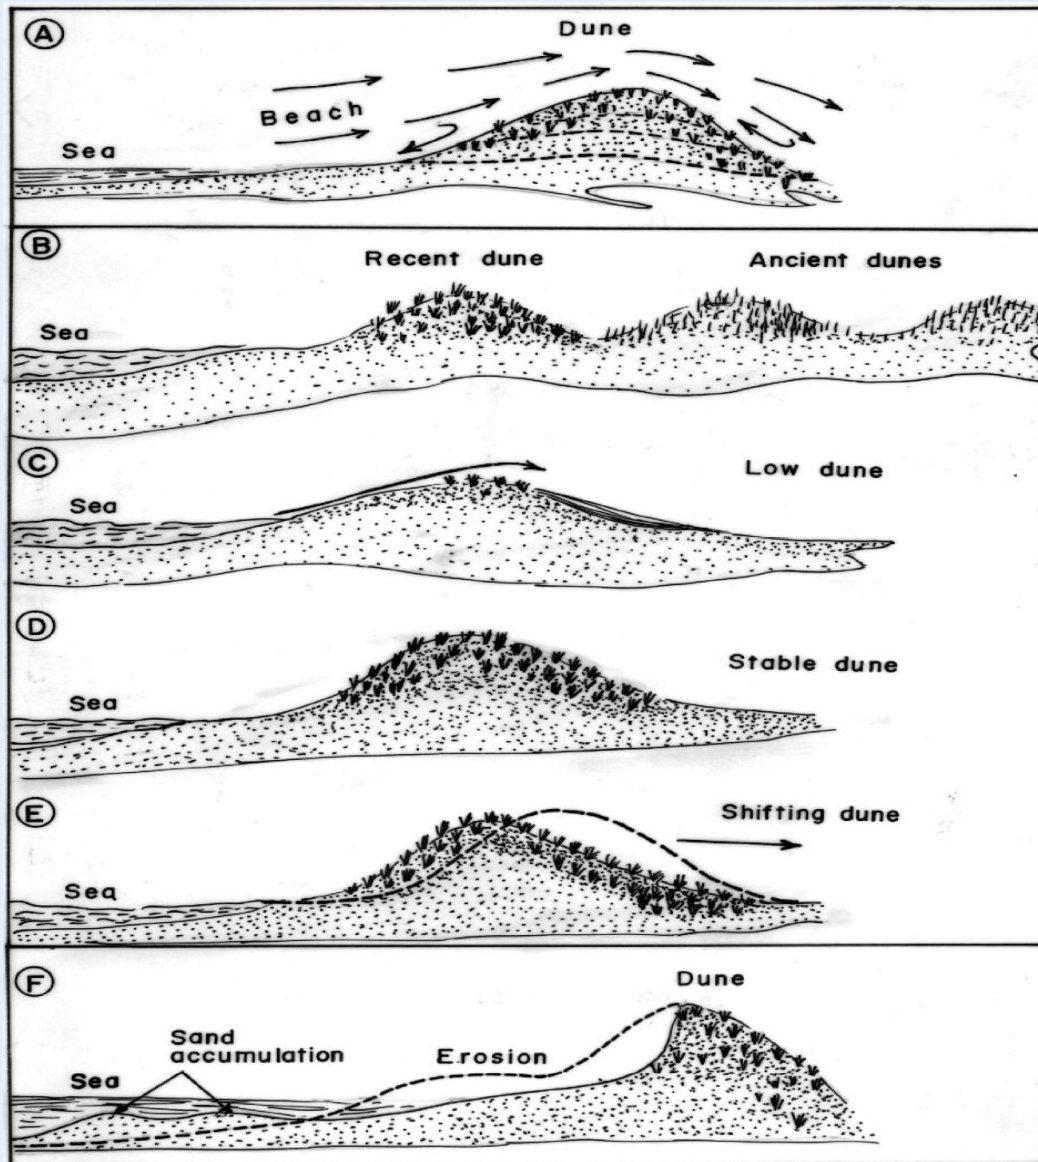 A
Dune
Beach
Sea
B
Recent dune
Ancient dunes
Sea
C
Low dune
Sea
D
Stable dune
Sea
E
Shifting dune
Sea
F
Dune
Sand
accumulation
Erosion
Sea